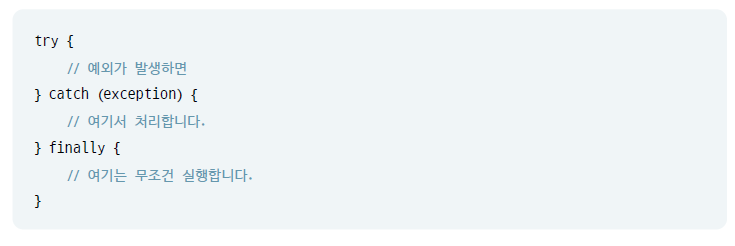 try {
// 예외가 발생하면
} catch (exception) {
// 여기서 처리합니다.
} finally {
// 여기는 무조건 실행합니다.
}